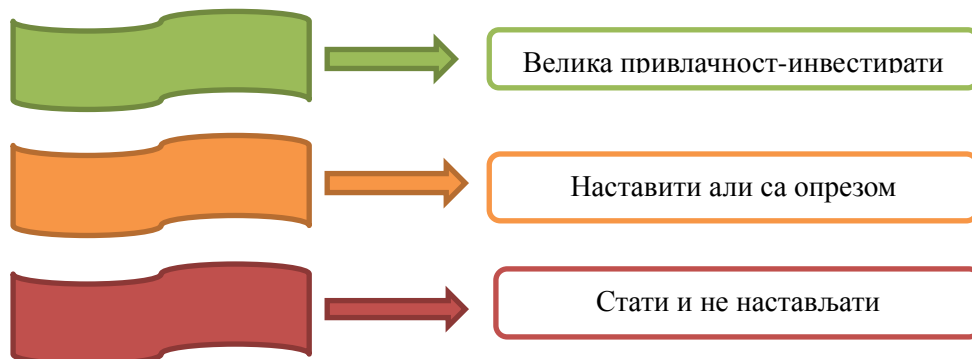 Велика привлачност-инвестирати
Наставити али са опрезом
Стати и не настављати